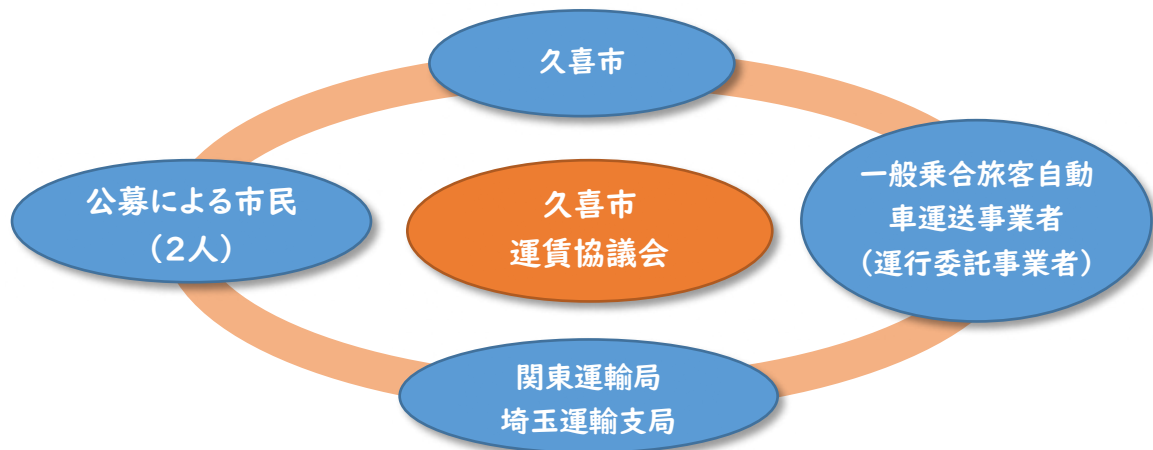 久喜市
公募による市民
（2人）
久喜市
運賃協議会
一般乗合旅客自動
車運送事業者
（運行委託事業者）
関東運輸局
埼玉運輸支局